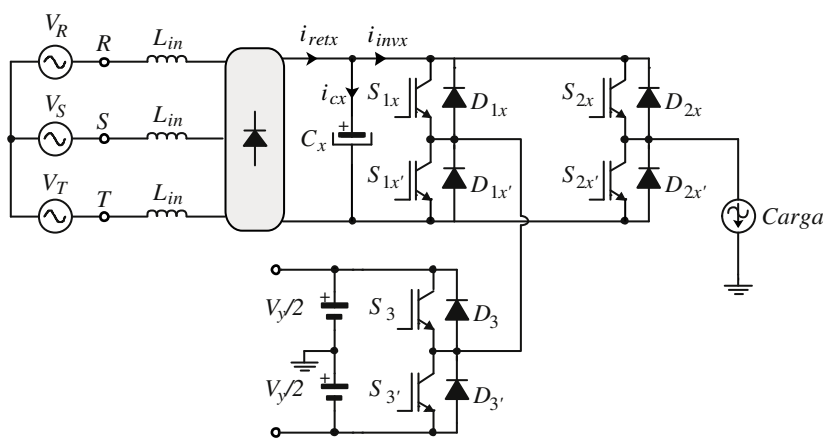 V_R R L_in
V_S S L_in
V_T T L_in
i_retx i_invx
i_cx
C_x
S_1x D_1x S_2x D_2x
S_1x' D_1x' S_2x' D_2x'
Carga
V_y/2 S_3 D_3
V_y/2 S_3' D_3'